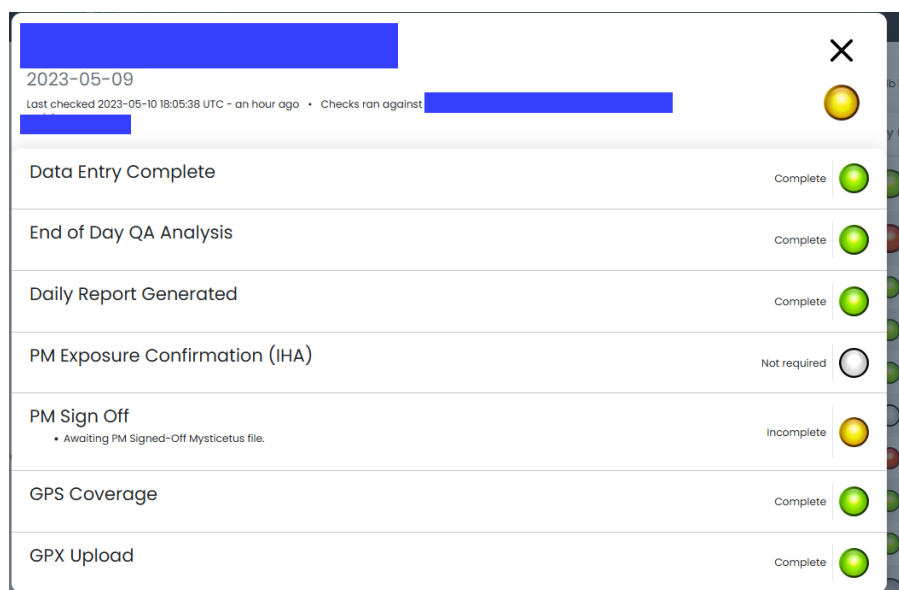 2023-05-09
Last checked 2023-05-10 18:05:38 UTC - an hour ago • Checks ran against
Data Entry Complete
Complete
End of Day QA Analysis
Complete
Daily Report Generated
Complete
PM Exposure Confirmation (IHA)
Not required
PM Sign Off
• Awaiting PM Signed-Off Mysticetus file.
Incomplete
GPS Coverage
Complete
GPX Upload
Complete